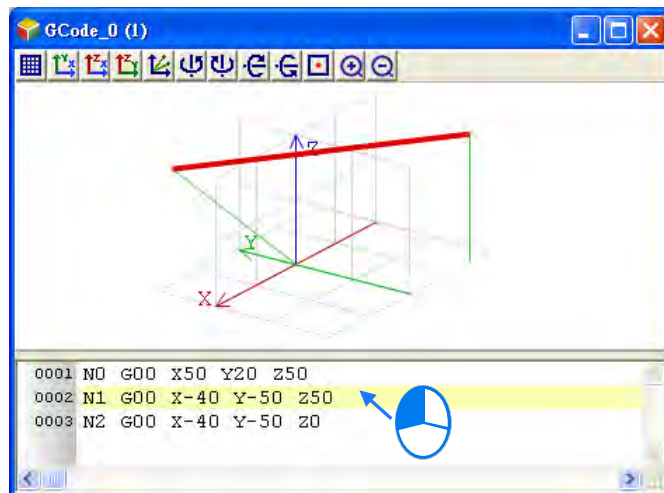 GCode_0 (1)
Z
Y
X
0001 N0 G00 X50 Y20 Z50
0002 N1 G00 X-40 Y-50 Z50
0003 N2 G00 X-40 Y-50 Z0